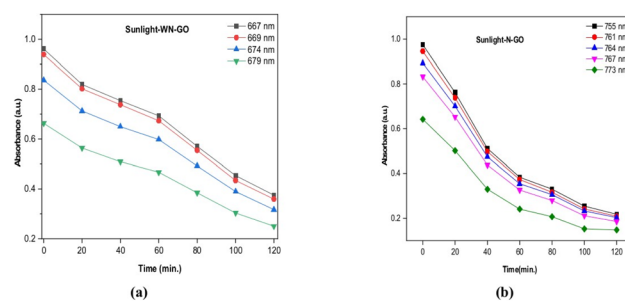 Sunlight-WN-GO
667 nm
669 nm
674 nm
679 nm
Absorbance (a.u.)
1.0
0.8
0.6
0.4
0.2
0 20 40 60 80 100 120
Time (min.)
(a)
Sunlight-N-GO
755 nm
761 nm
764 nm
767 nm
773 nm
Absorbance (a.u.)
1.0
0.8
0.6
0.4
0.2
0 20 40 60 80 100 120
Time(min.)
(b)